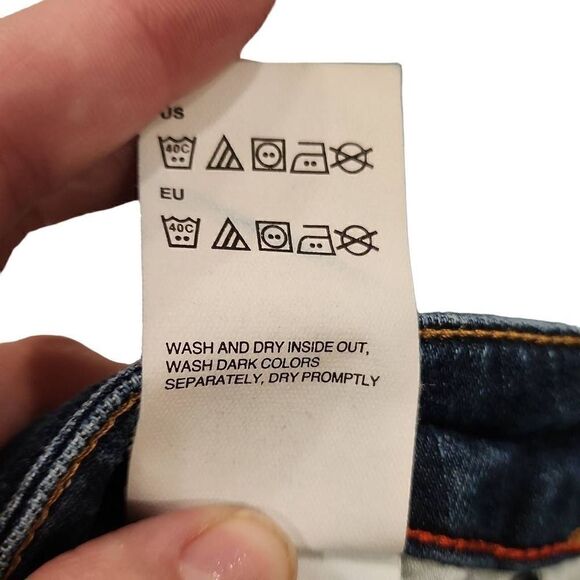 US
40C
EU
40C
WASH AND DRY INSIDE OUT,
WASH DARK COLORS
SEPARATELY, DRY PROMPTLY